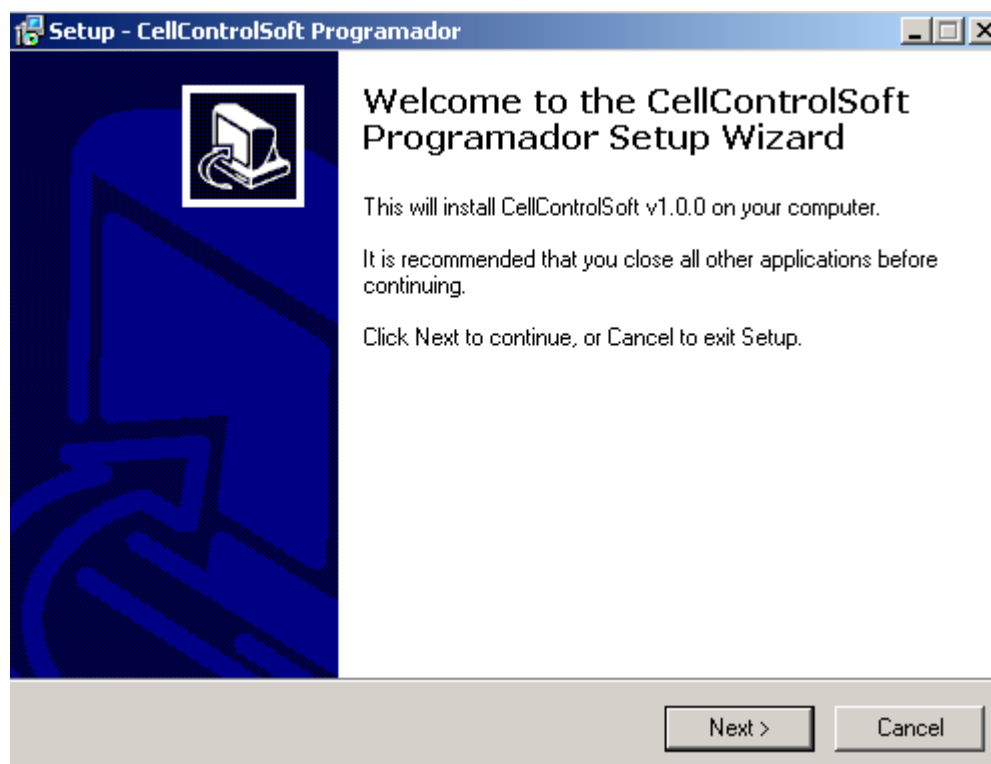 Setup - CellControlSoft Programador
Welcome to the CellControlSoft
Programador Setup Wizard
This will install CellControlSoft v1.0.0 on your computer.
It is recommended that you close all other applications before
continuing.
Click Next to continue, or Cancel to exit Setup.
Next >
Cancel